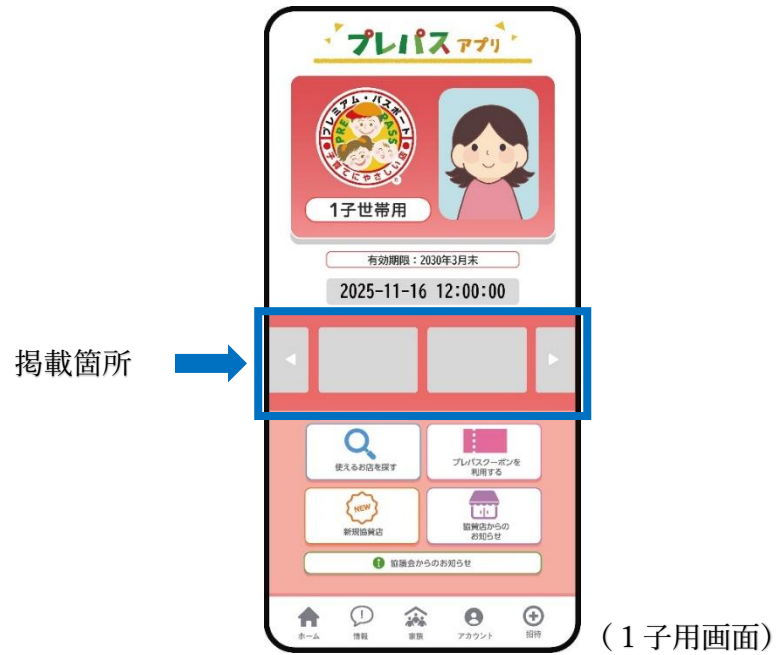 プレパスアプリ
プレミアム・パスポート
PRE PASS
子育てにやさしい店
®
1子世帯用
有効期限：2030年3月末
2025-11-16 12:00:00
掲載箇所
使えるお店を探す
プレパスクーポンを
利用する
NEW
新規協賛店
協賛店からの
お知らせ
協議会からのお知らせ
ホーム
情報
家族
アカウント
招待
（１子用画面）